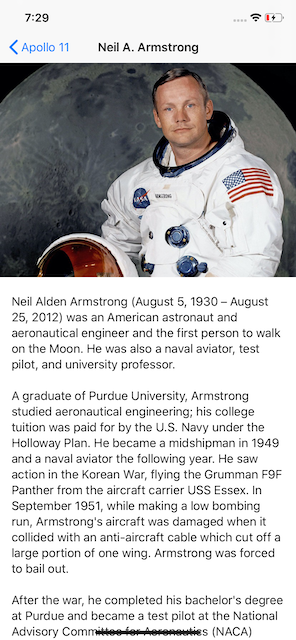 7:29
Apollo 11
Neil A. Armstrong
NASA
Neil Alden Armstrong (August 5, 1930 – August
25, 2012) was an American astronaut and
aeronautical engineer and the first person to walk
on the Moon. He was also a naval aviator, test
pilot, and university professor.
A graduate of Purdue University, Armstrong
studied aeronautical engineering; his college
tuition was paid for by the U.S. Navy under the
Holloway Plan. He became a midshipman in 1949
and a naval aviator the following year. He saw
action in the Korean War, flying the Grumman F9F
Panther from the aircraft carrier USS Essex. In
September 1951, while making a low bombing
run, Armstrong's aircraft was damaged when it
collided with an anti-aircraft cable which cut off a
large portion of one wing. Armstrong was forced
to bail out.
After the war, he completed his bachelor's degree
at Purdue and became a test pilot at the National
Advisory Committee for Aeronautics (NACA)